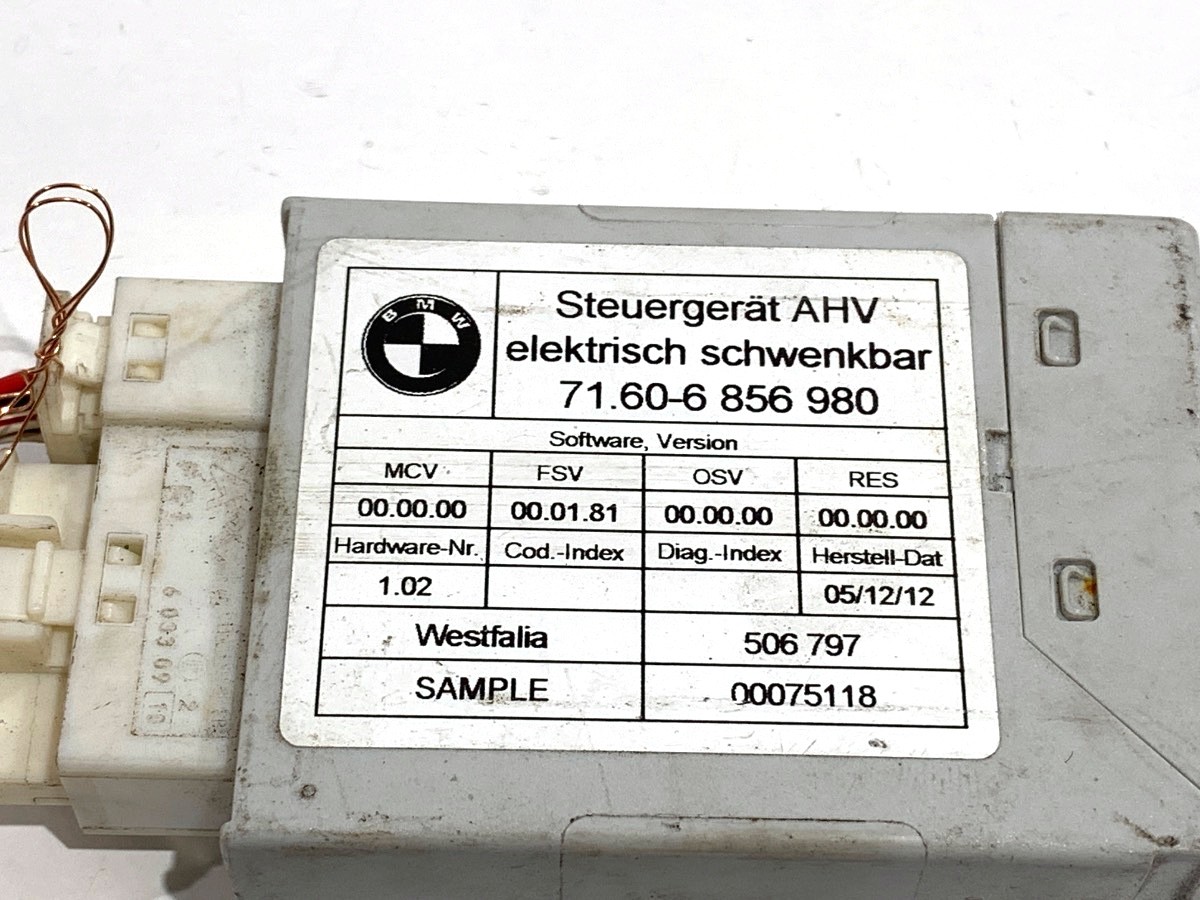 BMW
Steuergerät AHV
elektrisch schwenkbar
71.60-6 856 980
Software, Version
MCV FSV OSV RES
00.00.00 00.01.81 00.00.00 00.00.00
Hardware-Nr. Cod.-Index Diag.-Index Herstell-Dat
1.02 05/12/12
Westfalia 506 797
SAMPLE 00075118